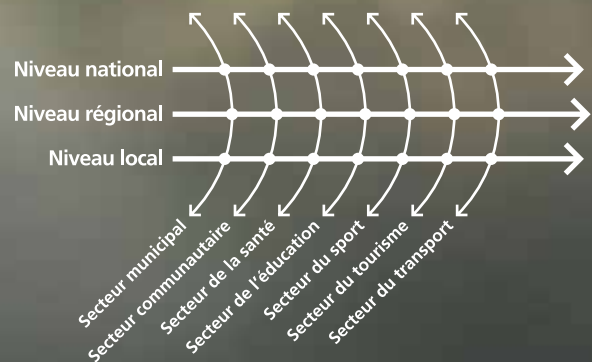 Niveau national
Niveau régional
Niveau local
Secteur municipal
Secteur communautaire
Secteur de la santé
Secteur de l'éducation
Secteur du sport
Secteur du tourisme
Secteur du transport